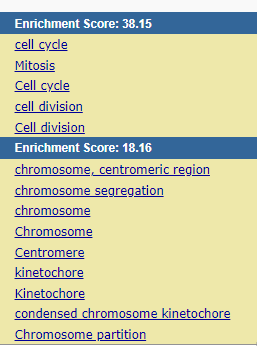 Enrichment Score: 38.15
cell cycle
Mitosis
Cell cycle
cell division
Cell division
Enrichment Score: 18.16
chromosome, centromeric region
chromosome segregation
chromosome
Chromosome
Centromere
kinetochore
Kinetochore
condensed chromosome kinetochore
Chromosome partition